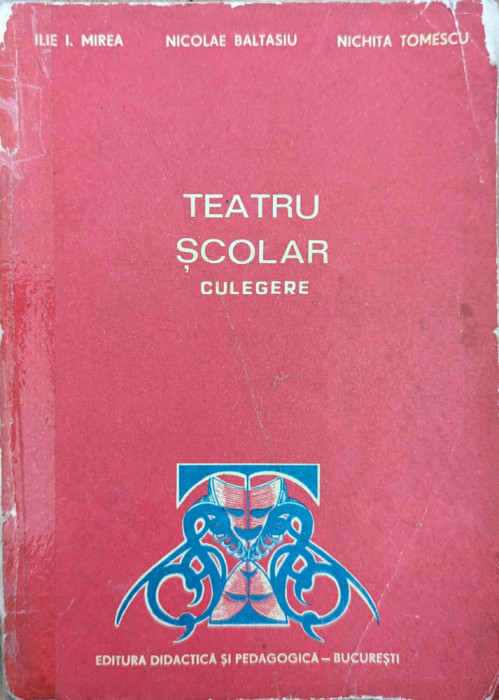 ILIE I. MIREA NICOLAE BALTASIU NICHITA TOMESCU
TEATRU
ȘCOLAR
CULEGERE
EDITURA DIDACTICĂ ȘI PEDAGOGICĂ – BUCUREȘTI